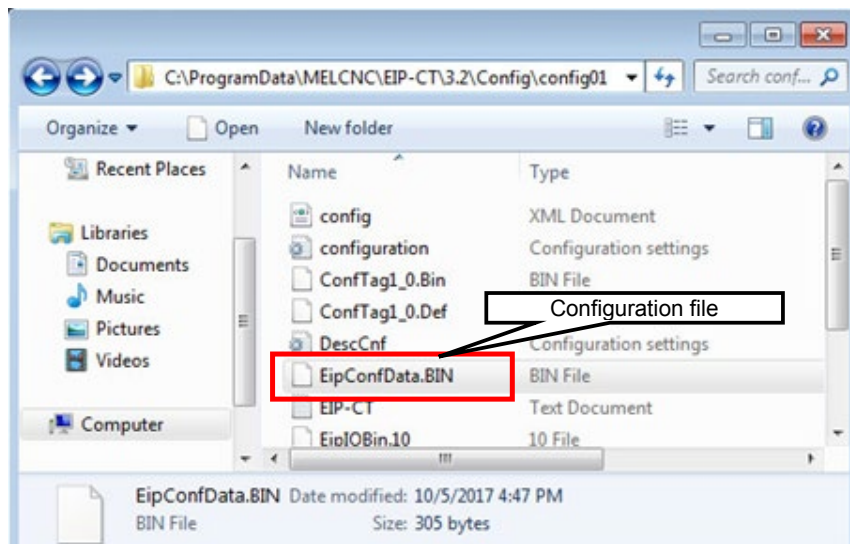 C:\ProgramData\MELCNC\EIP-CT\3.2\Config\config01
Search conf...
Organize
Open
New folder
Recent Places
Libraries
Documents
Music
Pictures
Videos
Computer
Name Type
config XML Document
configuration Configuration settings
ConfTag1_0.Bin BIN File
ConfTag1_0.Def
Configuration file
DescCnf Configuration settings
EipConfData.BIN BIN File
EIP-CT Text Document
EipIOBin.10 10 File
EipConfData.BIN Date modified: 10/5/2017 4:47 PM
BIN File Size: 305 bytes